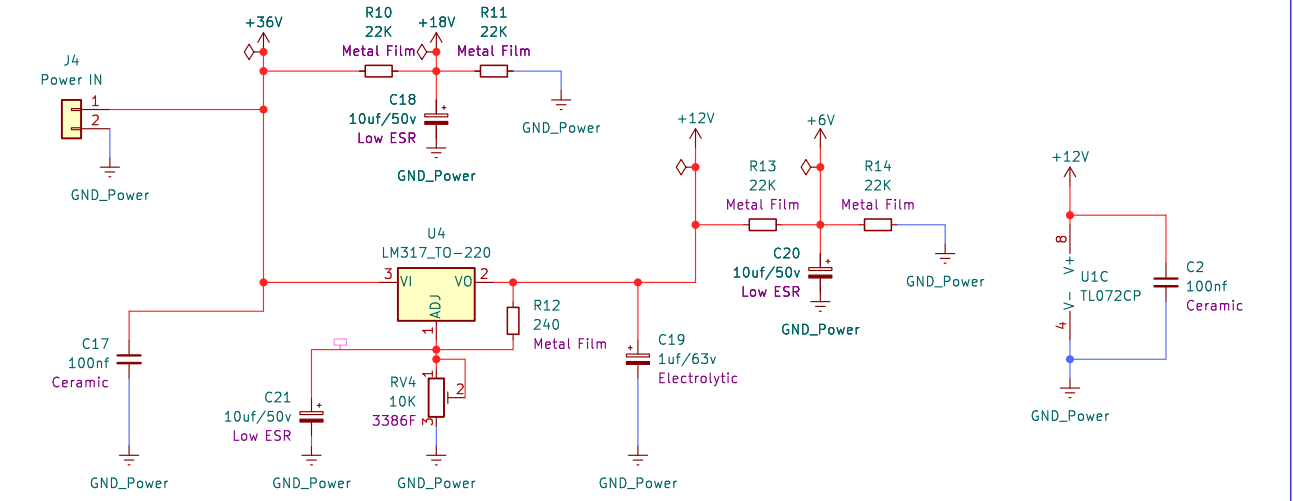 J4
Power IN
1
2
GND_Power
+36V
R10
22K
Metal Film
+18V
R11
22K
Metal Film
GND_Power
C18
10uf/50v
Low ESR
GND_Power
U4
LM317_TO-220
3
VI
VO
2
ADJ
1
R12
240
Metal Film
C17
100nf
Ceramic
GND_Power
C21
10uf/50v
Low ESR
GND_Power
RV4
10K
3386F
1
2
3
GND_Power
C19
1uf/63v
Electrolytic
GND_Power
+12V
R13
22K
Metal Film
+6V
R14
22K
Metal Film
GND_Power
C20
10uf/50v
Low ESR
GND_Power
+12V
8
V+
V-
4
U1C
TL072CP
C2
100nf
Ceramic
GND_Power